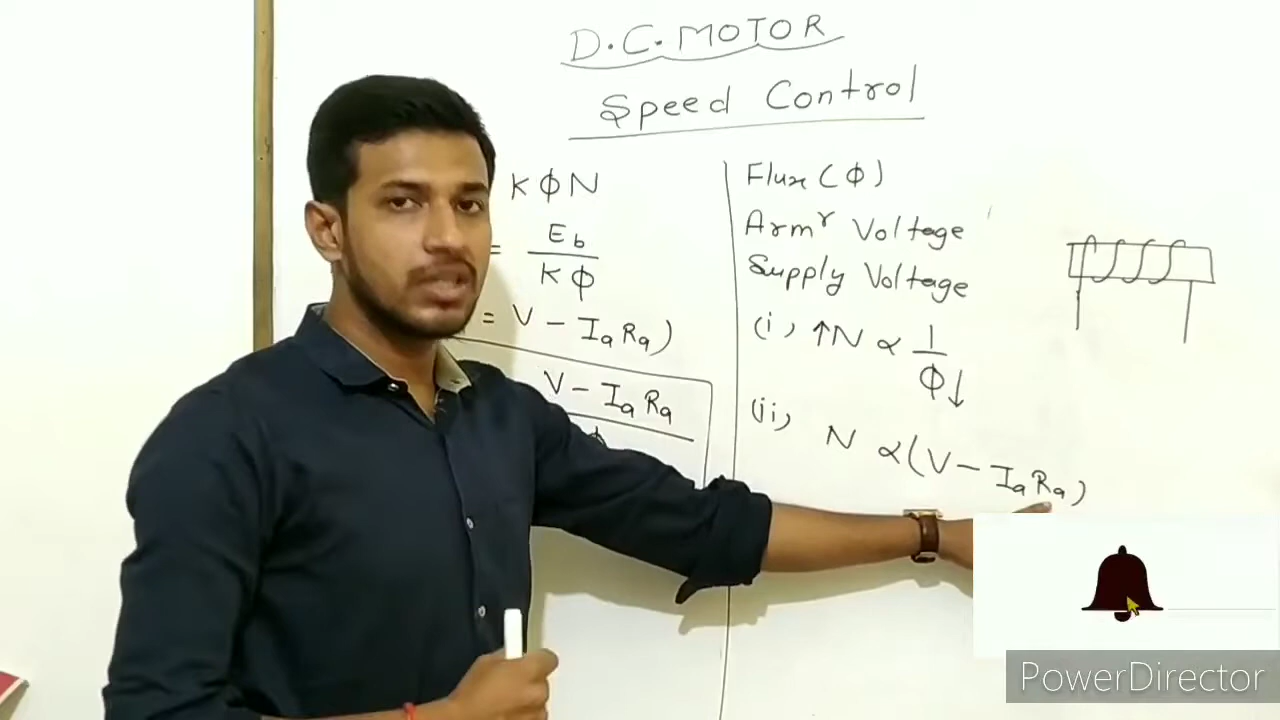 D.C. MOTOR
Speed Control
KΦN
= Eb
KΦ
= V - IaRa)
V - IaRa
Φ
Flux (Φ)
Armʳ Voltage
Supply Voltage
(i) ↑N ∝ 1
Φ↓
(ii) N ∝ (V - IaRa)
PowerDirector